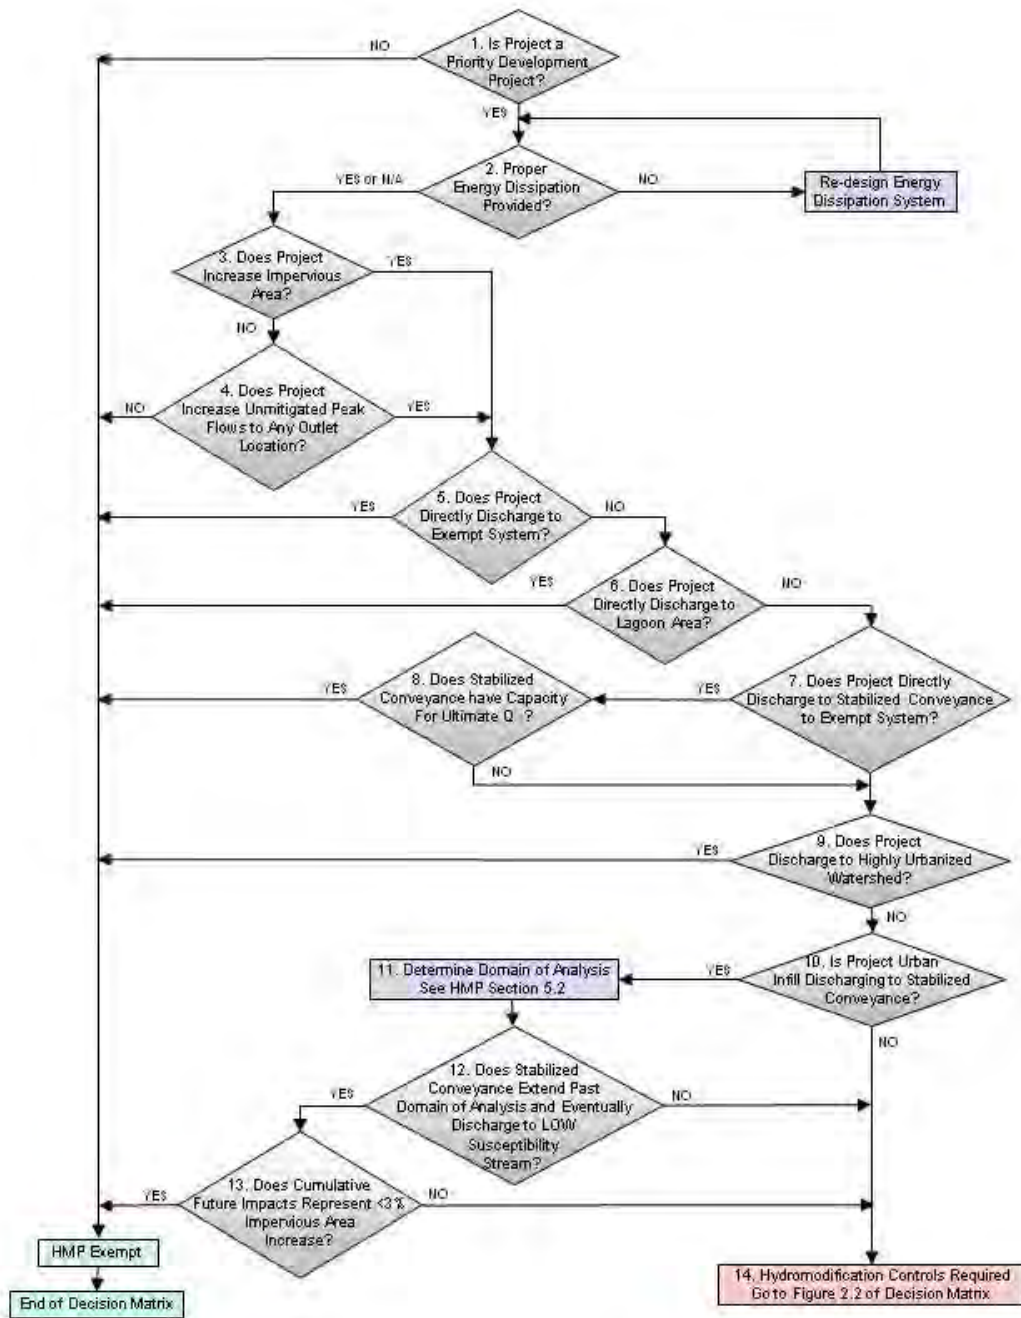 1. Is Project a
Priority Development
Project?
NO
YES
2. Proper
Energy Dissipation
Provided?
YES or N/A
NO
Re-design Energy
Dissipation System
3. Does Project
Increase Impervious
Area?
YES
NO
4. Does Project
Increase Unmitigated Peak
Flows to Any Outlet
Location?
NO
YES
5. Does Project
Directly Discharge to
Exempt System?
YES
NO
6. Does Project
Directly Discharge to
Lagoon Area?
YES
NO
7. Does Project Directly
Discharge to Stabilized Conveyance
to Exempt System?
YES
8. Does Stabilized
Conveyance have Capacity
For Ultimate Q ?
YES
NO
9. Does Project
Discharge to Highly Urbanized
Watershed?
YES
NO
10. Is Project Urban
Infill Discharging to Stabilized
Conveyance?
YES
NO
11. Determine Domain of Analysis
See HMP Section 5.2
12. Does Stabilized
Conveyance Extend Past
Domain of Analysis and Eventually
Discharge to LOW
Susceptibility
Stream?
YES
NO
13. Does Cumulative
Future Impacts Represent <3%
Impervious Area
Increase?
YES
NO
HMP Exempt
End of Decision Matrix
14. Hydromodification Controls Required
Go to Figure 2.2 of Decision Matrix